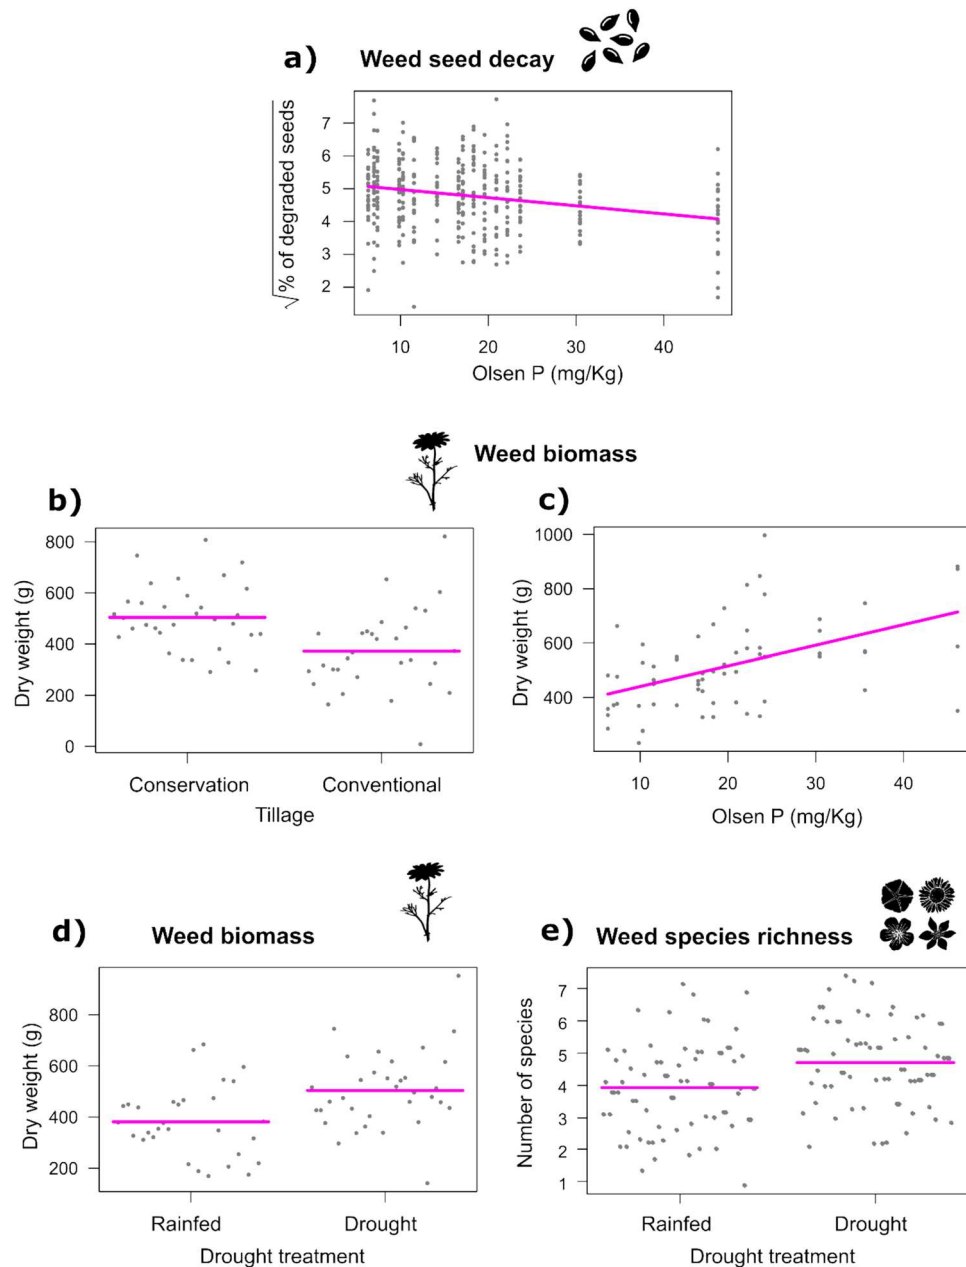 a) Weed seed decay
√% of degraded seeds
7
6
5
4
3
2
10 20 30 40
Olsen P (mg/Kg)
Weed biomass
b)
Dry weight (g)
800
600
400
200
0
Conservation Conventional
Tillage
c)
Dry weight (g)
1000
800
600
400
10 20 30 40
Olsen P (mg/Kg)
d) Weed biomass
Dry weight (g)
800
600
400
200
Rainfed Drought
Drought treatment
e) Weed species richness
Number of species
7
6
5
4
3
2
1
Rainfed Drought
Drought treatment